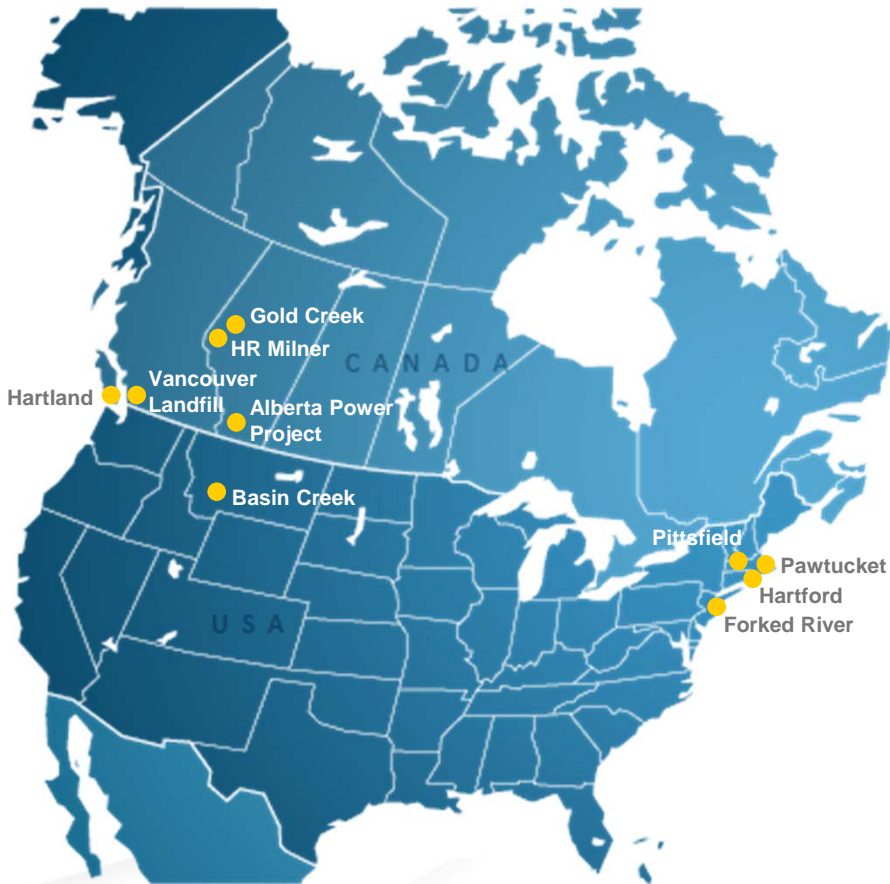 Gold Creek
HR Milner
CANADA
Hartland
Vancouver
Landfill
Alberta Power
Project
Basin Creek
Pittsfield
Pawtucket
Hartford
Forked River
USA